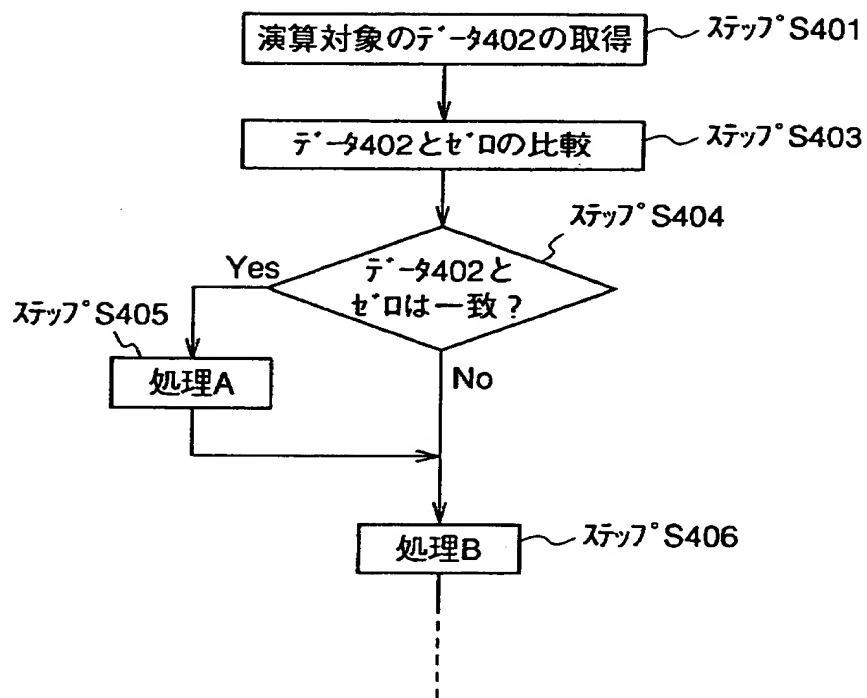 演算対象のﾃﾞｰﾀ402の取得
ｽﾃｯﾌﾟS401
ﾃﾞｰﾀ402とｾﾞﾛの比較
ｽﾃｯﾌﾟS403
ｽﾃｯﾌﾟS404
ﾃﾞｰﾀ402と
ｾﾞﾛは一致？
Yes
ｽﾃｯﾌﾟS405
処理A
No
処理B
ｽﾃｯﾌﾟS406